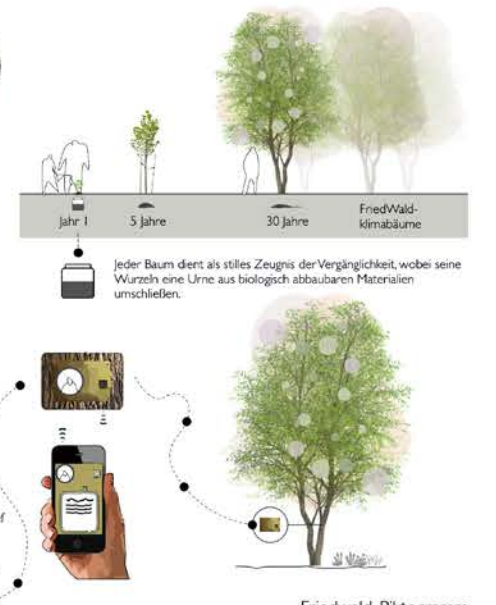 Jahr 1
5 Jahre
30 Jahre
FriedWald-
klimabäume
Jeder Baum dient als stilles Zeugnis der Vergänglichkeit, wobei seine
Wurzeln eine Urne aus biologisch abbaubaren Materialien
umschließen.